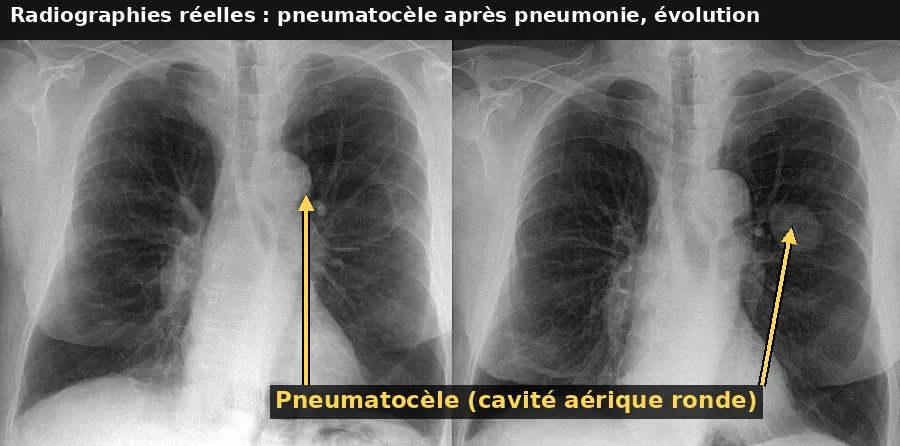 Radiographies réelles : pneumatocèle après pneumonie, évolution
Pneumatocèle (cavité aérique ronde)